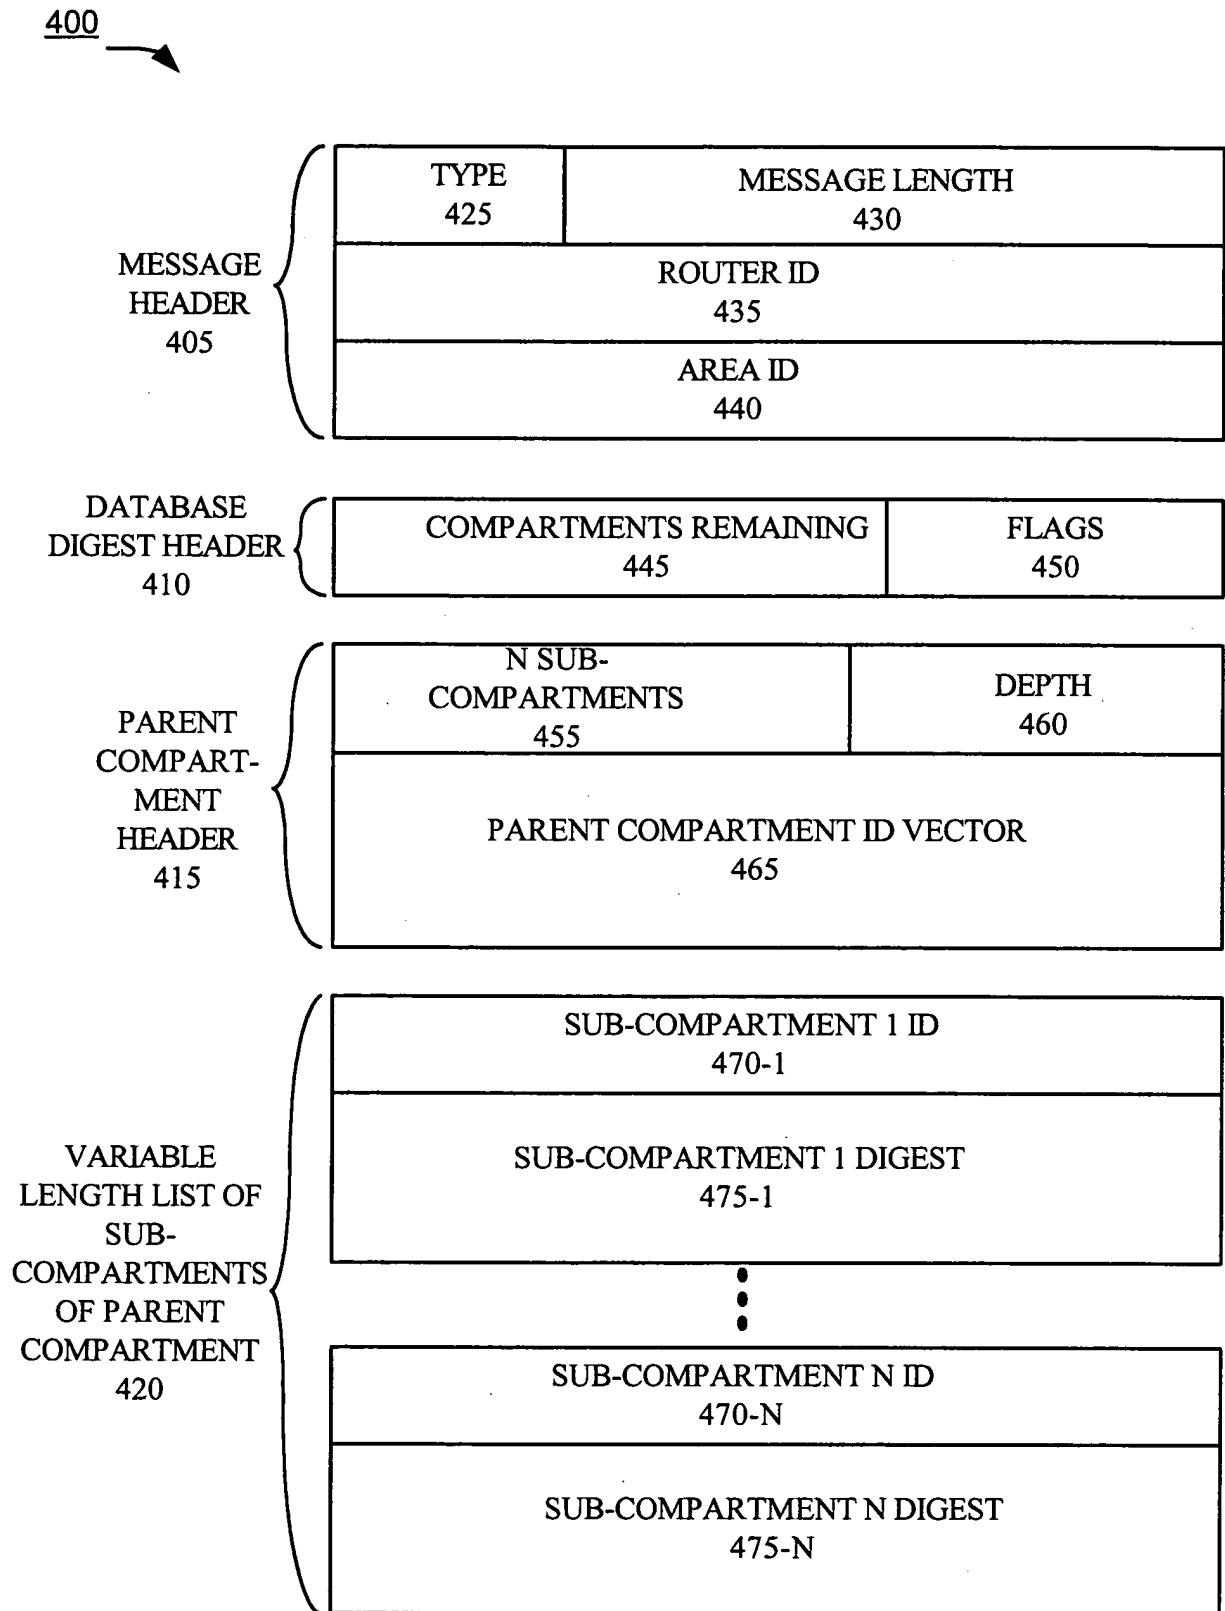 400
TYPE
425
MESSAGE LENGTH
430
MESSAGE
HEADER
405
ROUTER ID
435
AREA ID
440
DATABASE
DIGEST HEADER
410
COMPARTMENTS REMAINING
445
FLAGS
450
PARENT
COMPART-
MENT
HEADER
415
N SUB-
COMPARTMENTS
455
DEPTH
460
PARENT COMPARTMENT ID VECTOR
465
VARIABLE
LENGTH LIST OF
SUB-
COMPARTMENTS
OF PARENT
COMPARTMENT
420
SUB-COMPARTMENT 1 ID
470-1
SUB-COMPARTMENT 1 DIGEST
475-1
SUB-COMPARTMENT N ID
470-N
SUB-COMPARTMENT N DIGEST
475-N